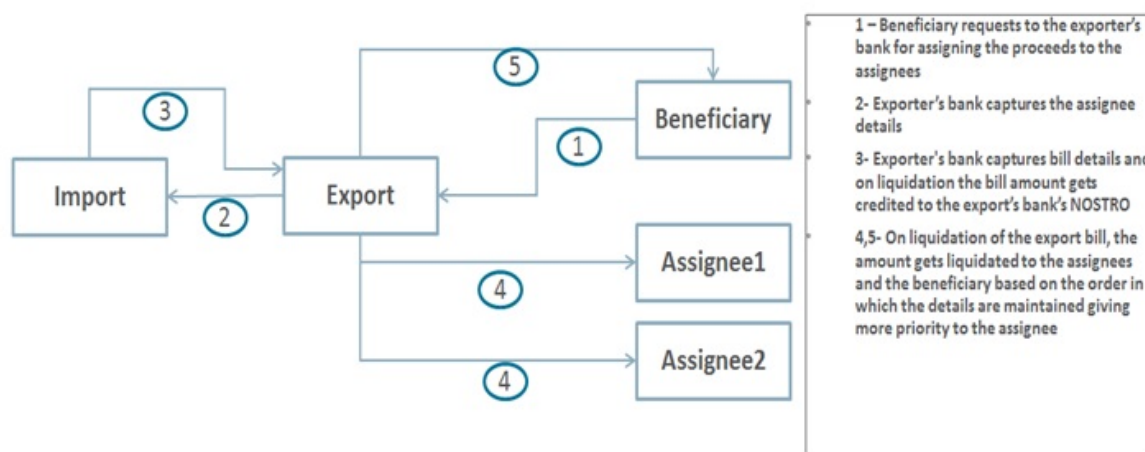 5
3
Beneficiary
1
Import
Export
2
Assignee1
4
Assignee2
4
1 – Beneficiary requests to the exporter's
bank for assigning the proceeds to the
assignees
2- Exporter's bank captures the assignee
details
3- Exporter's bank captures bill details and
on liquidation the bill amount gets
credited to the export's bank's NOSTRO
4,5- On liquidation of the export bill, the
amount gets liquidated to the assignees
and the beneficiary based on the order in
which the details are maintained giving
more priority to the assignee